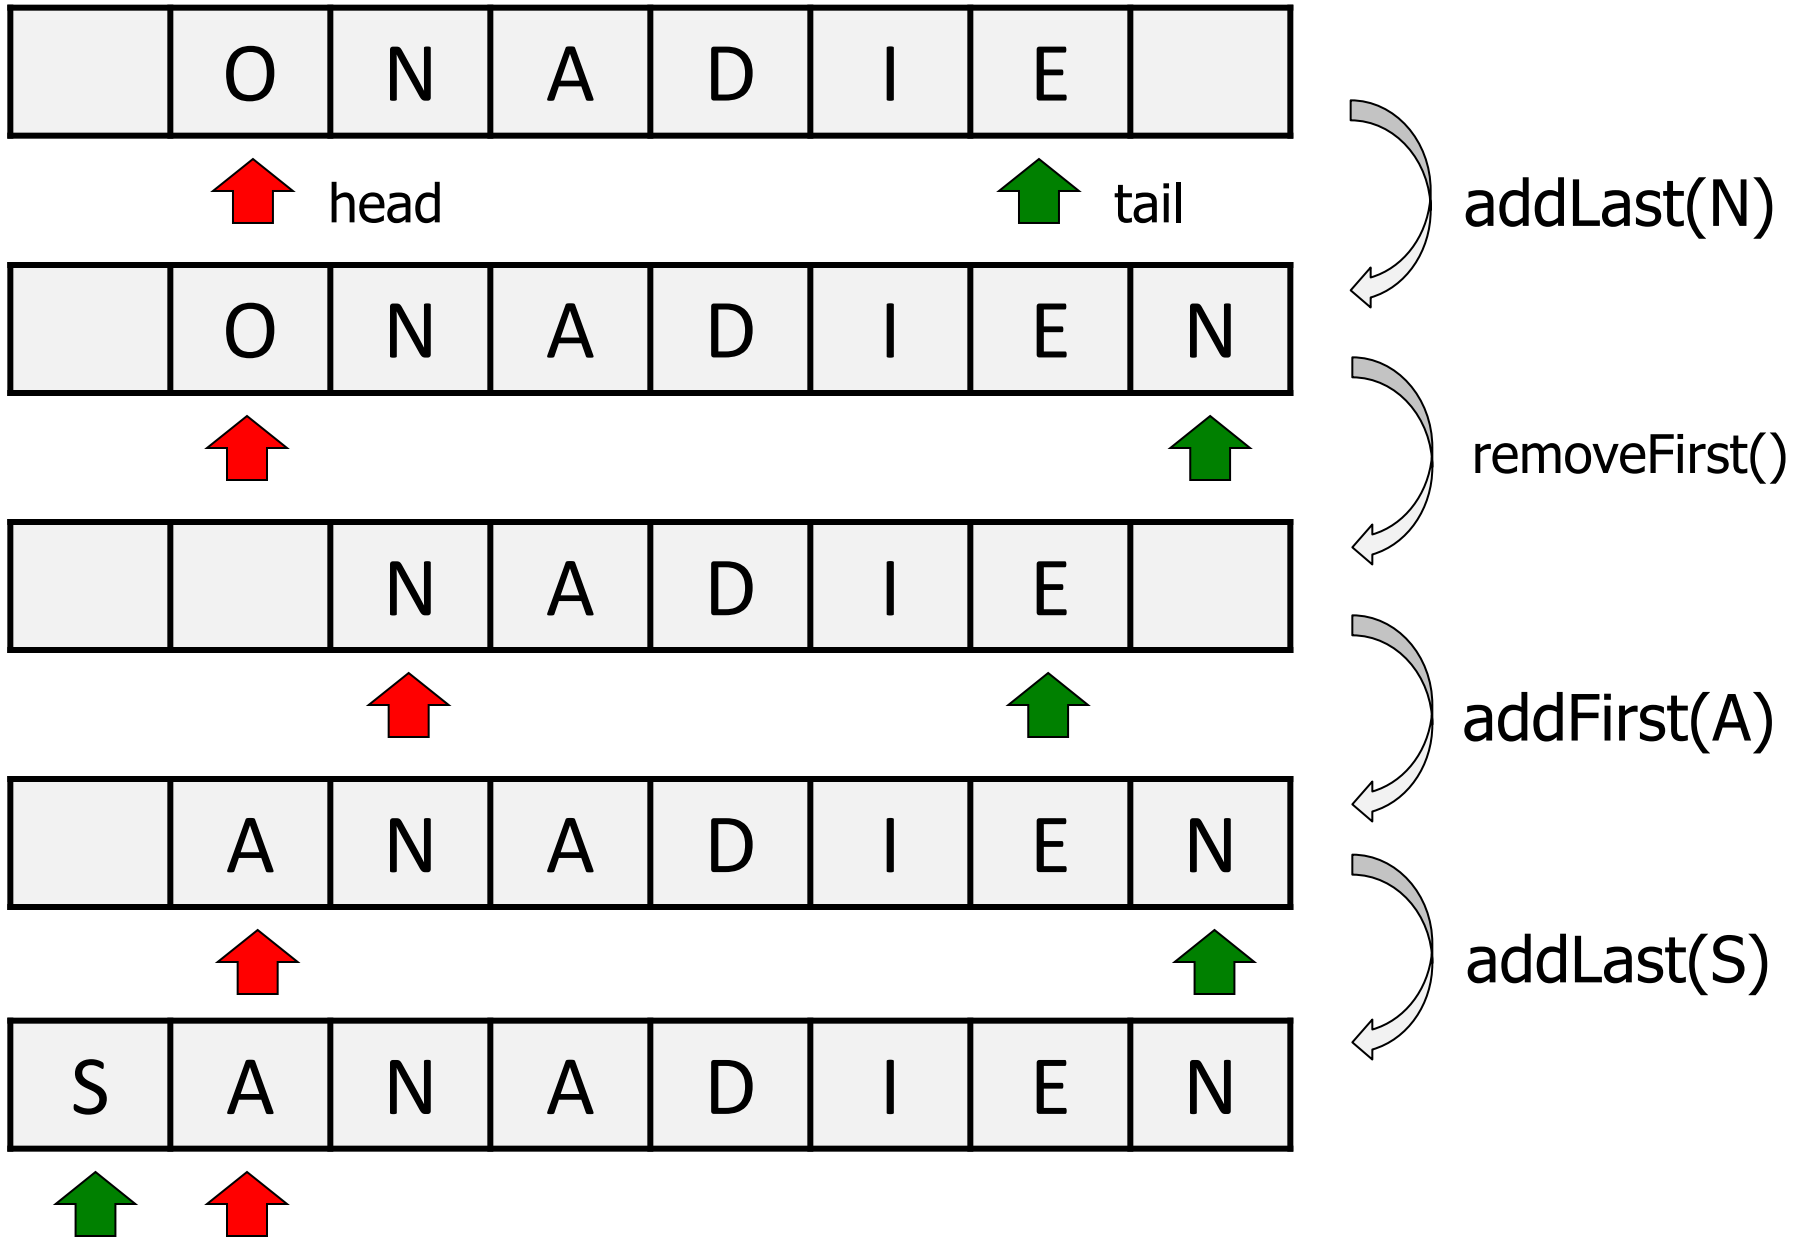 O N A D I E
head tail
addLast(N)
O N A D I E N
removeFirst()
N A D I E
addFirst(A)
A N A D I E N
addLast(S)
S A N A D I E N